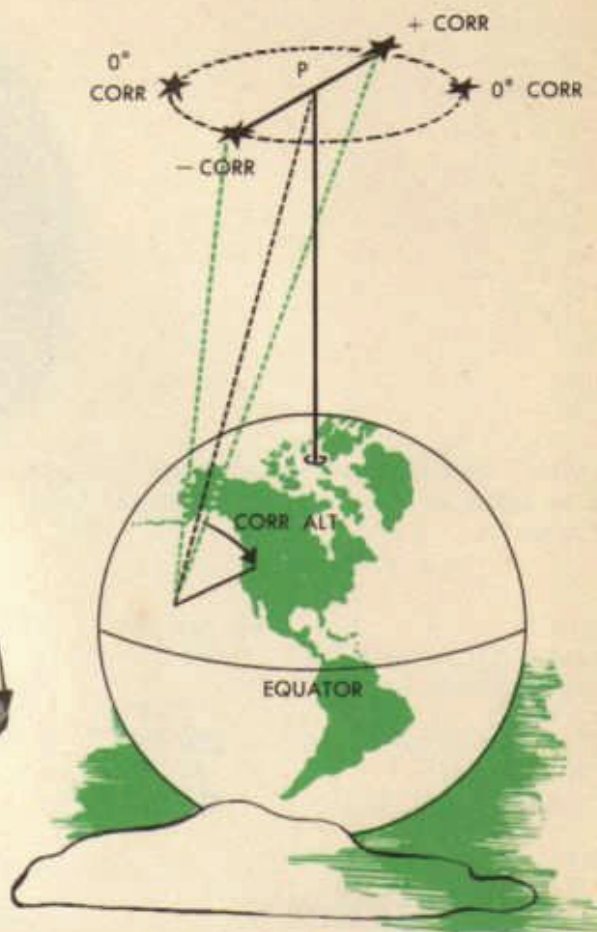 + CORR
P
0°
CORR
0° CORR
– CORR
CORR ALT
EQUATOR